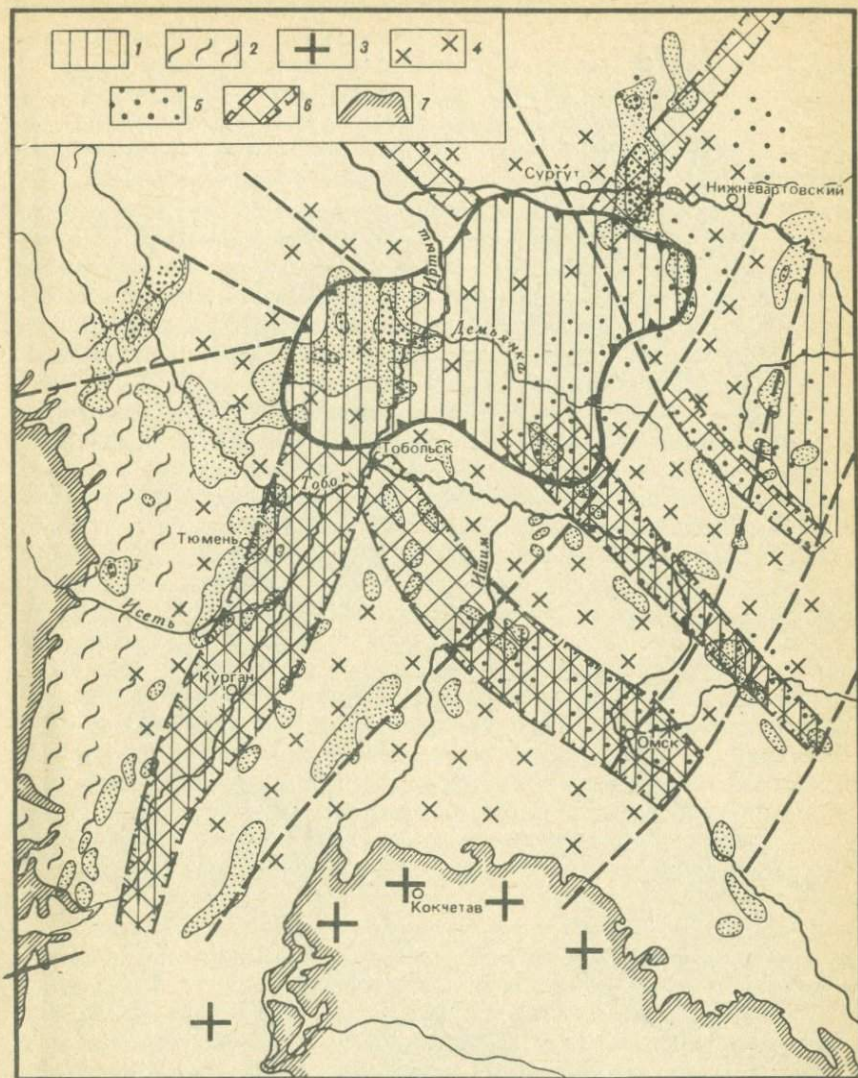 1 2 3 4
5 6 7
Сургут
Нижневартовский
Иртыш
Демьянка
Тобольск
Тобол
Тюмень
Ишим
Исеть
Курган
Омск
Кокчетав